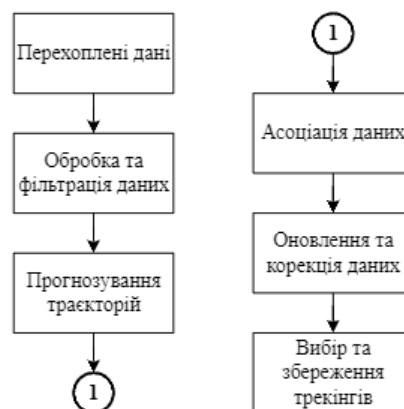 Перехоплені дані
Обробка та
фільтрація даних
Прогнозування
траєкторій
1
1
Асоціація даних
Оновлення та
корекція даних
Вибір та
збереження
трекінгів